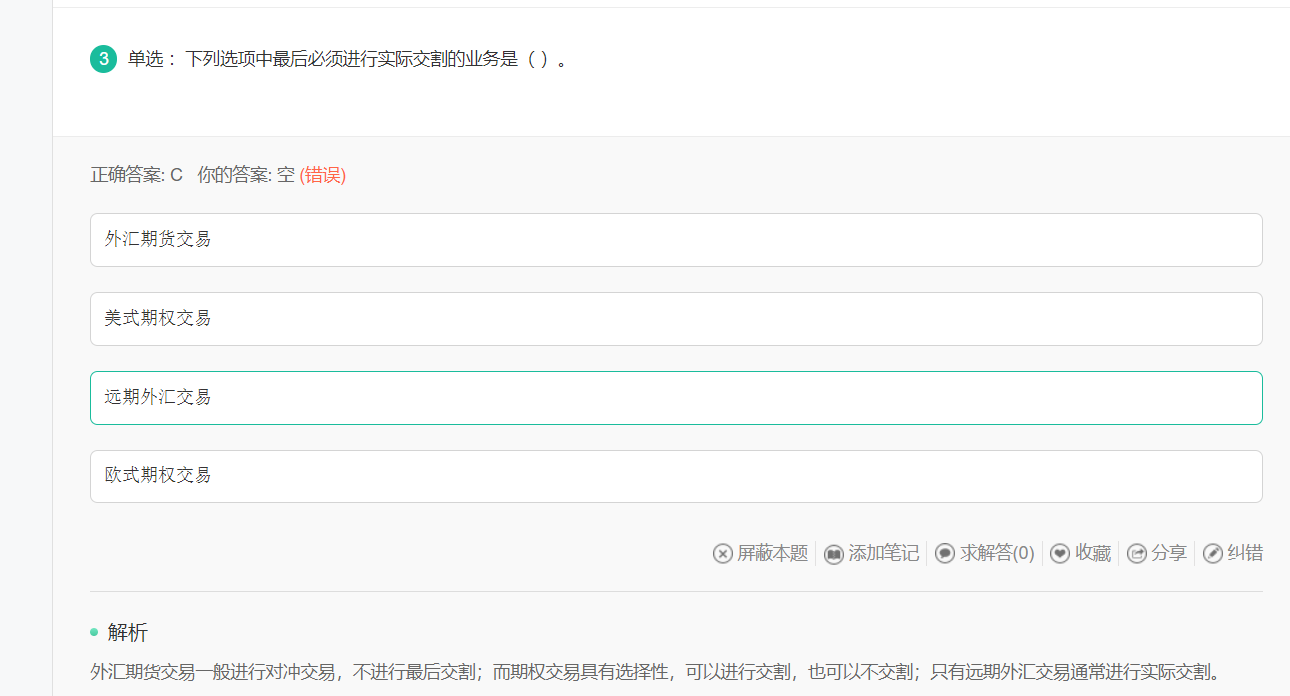 3 单选 ： 下列选项中最后必须进行实际交割的业务是（ ）。
正确答案: C 你的答案: 空 (错误)
外汇期货交易
美式期权交易
远期外汇交易
欧式期权交易
屏蔽本题 添加笔记 求解答(0) 收藏 分享 纠错
解析
外汇期货交易一般进行对冲交易，不进行最后交割；而期权交易具有选择性，可以进行交割，也可以不交割；只有远期外汇交易通常进行实际交割。